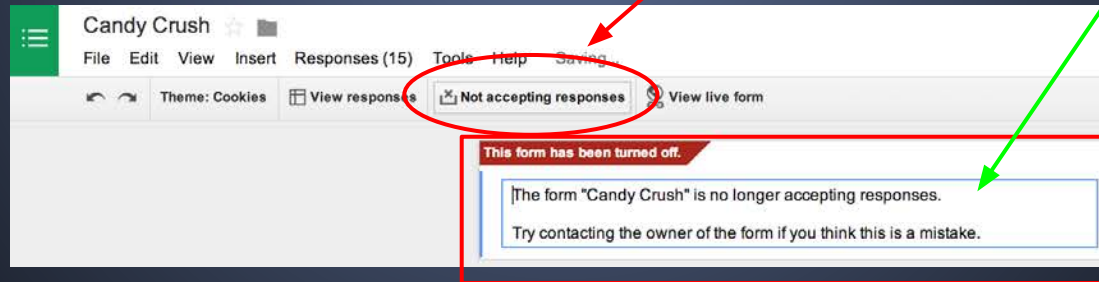 Candy Crush
File Edit View Insert Responses (15) Tools Help Saving...
Theme: Cookies View responses Not accepting responses View live form
This form has been turned off.
The form "Candy Crush" is no longer accepting responses.
Try contacting the owner of the form if you think this is a mistake.